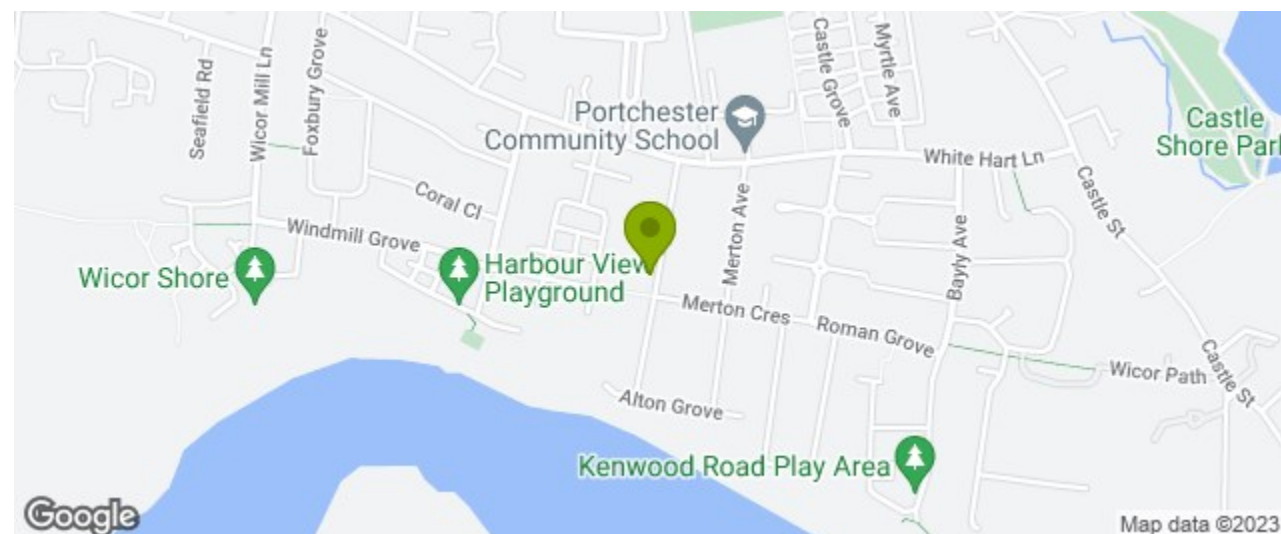 Seafield Rd
Wicor Mill Ln
Foxbury Grove
Castle Grove
Myrtle Ave
Portchester
Community School
Castle
Shore Park
White Hart Ln
Coral Cl
Castle St
Windmill Grove
Merton Ave
Bayly Ave
Wicor Shore
Harbour View
Playground
Merton Cres
Roman Grove
Wicor Path
Castle St
Alton Grove
Kenwood Road Play Area
Google
Map data ©2023